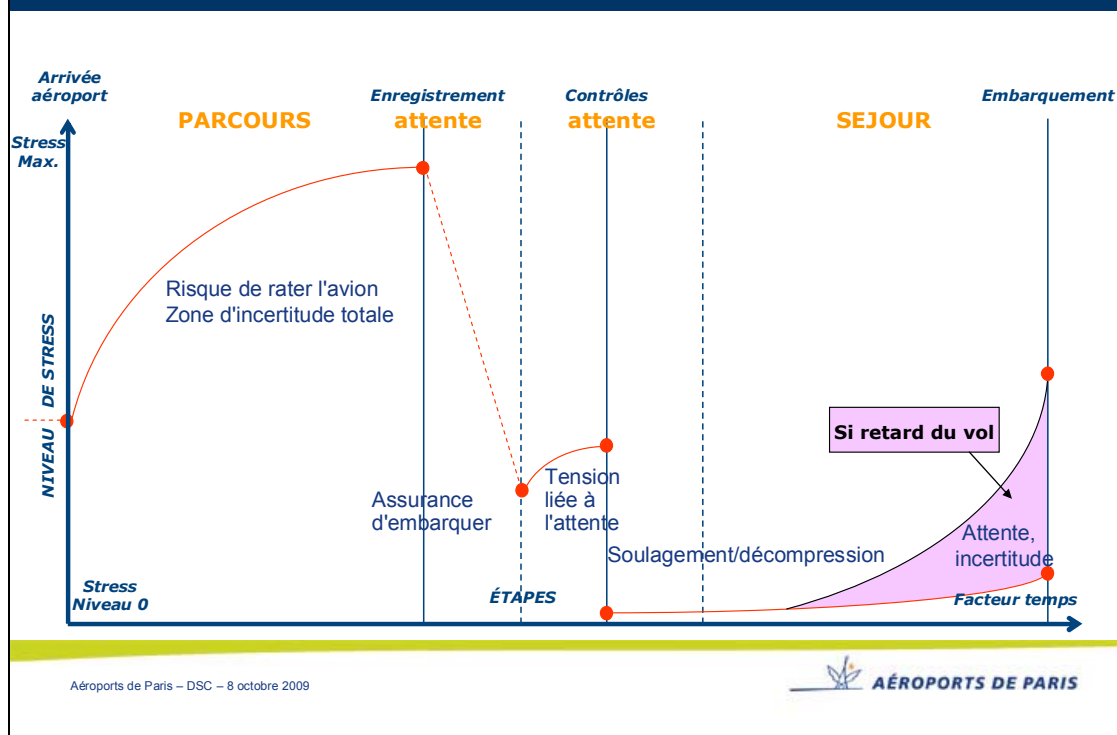 Arrivée
aéroport
Enregistrement
Contrôles
Embarquement
PARCOURS
attente
attente
SEJOUR
Stress
Max.
Risque de rater l'avion
Zone d'incertitude totale
NIVEAU DE STRESS
Si retard du vol
Assurance
d'embarquer
Tension
liée à
l'attente
Soulagement/décompression
Attente,
incertitude
Stress
Niveau 0
ÉTAPES
Facteur temps
Aéroports de Paris – DSC – 8 octobre 2009
AÉROPORTS DE PARIS